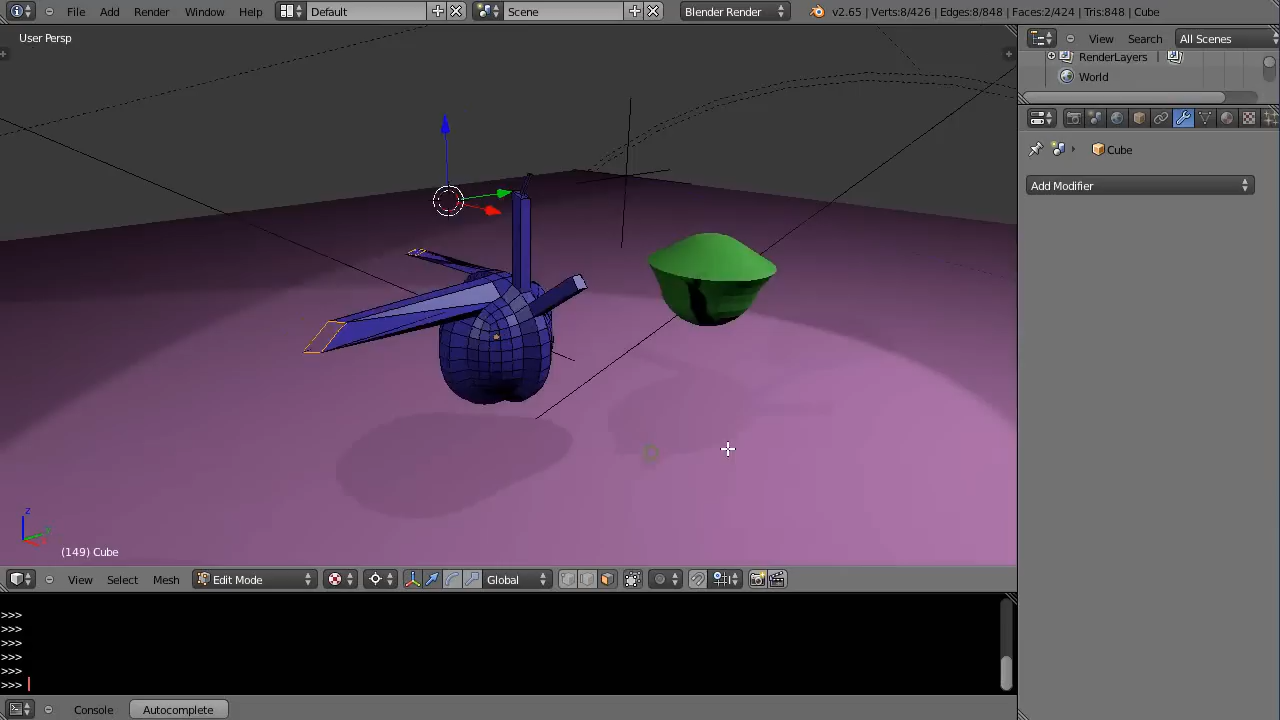 File Add Render Window Help Default Scene Blender Render v2.65 | Verts:8/426 | Edges:8/848 | Faces:2/424 | Tris:848 | Cube
User Persp
View Search All Scenes
RenderLayers
World
Cube
Add Modifier
z
(149) Cube
View Select Mesh Edit Mode Global
>>>
>>>
>>>
>>>
>>>
>>>
Console Autocomplete